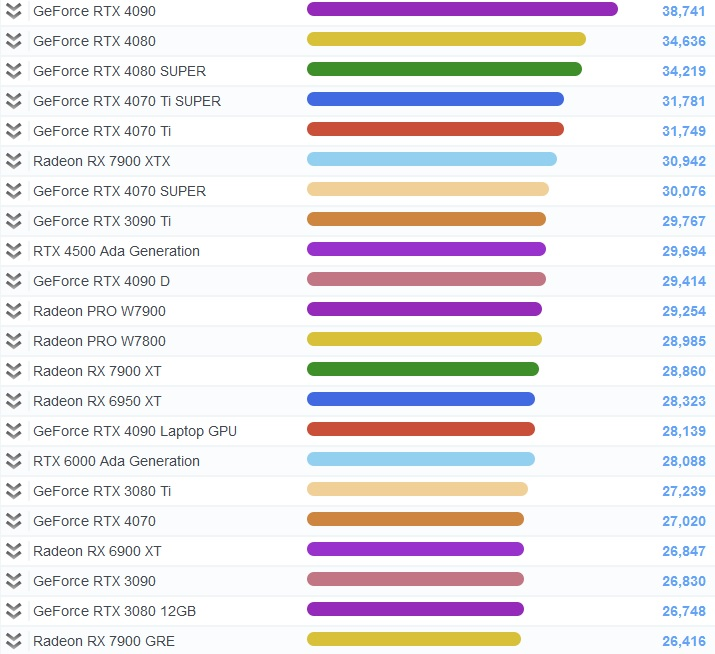 GeForce RTX 4090 38,741
GeForce RTX 4080 34,636
GeForce RTX 4080 SUPER 34,219
GeForce RTX 4070 Ti SUPER 31,781
GeForce RTX 4070 Ti 31,749
Radeon RX 7900 XTX 30,942
GeForce RTX 4070 SUPER 30,076
GeForce RTX 3090 Ti 29,767
RTX 4500 Ada Generation 29,694
GeForce RTX 4090 D 29,414
Radeon PRO W7900 29,254
Radeon PRO W7800 28,985
Radeon RX 7900 XT 28,860
Radeon RX 6950 XT 28,323
GeForce RTX 4090 Laptop GPU 28,139
RTX 6000 Ada Generation 28,088
GeForce RTX 3080 Ti 27,239
GeForce RTX 4070 27,020
Radeon RX 6900 XT 26,847
GeForce RTX 3090 26,830
GeForce RTX 3080 12GB 26,748
Radeon RX 7900 GRE 26,416